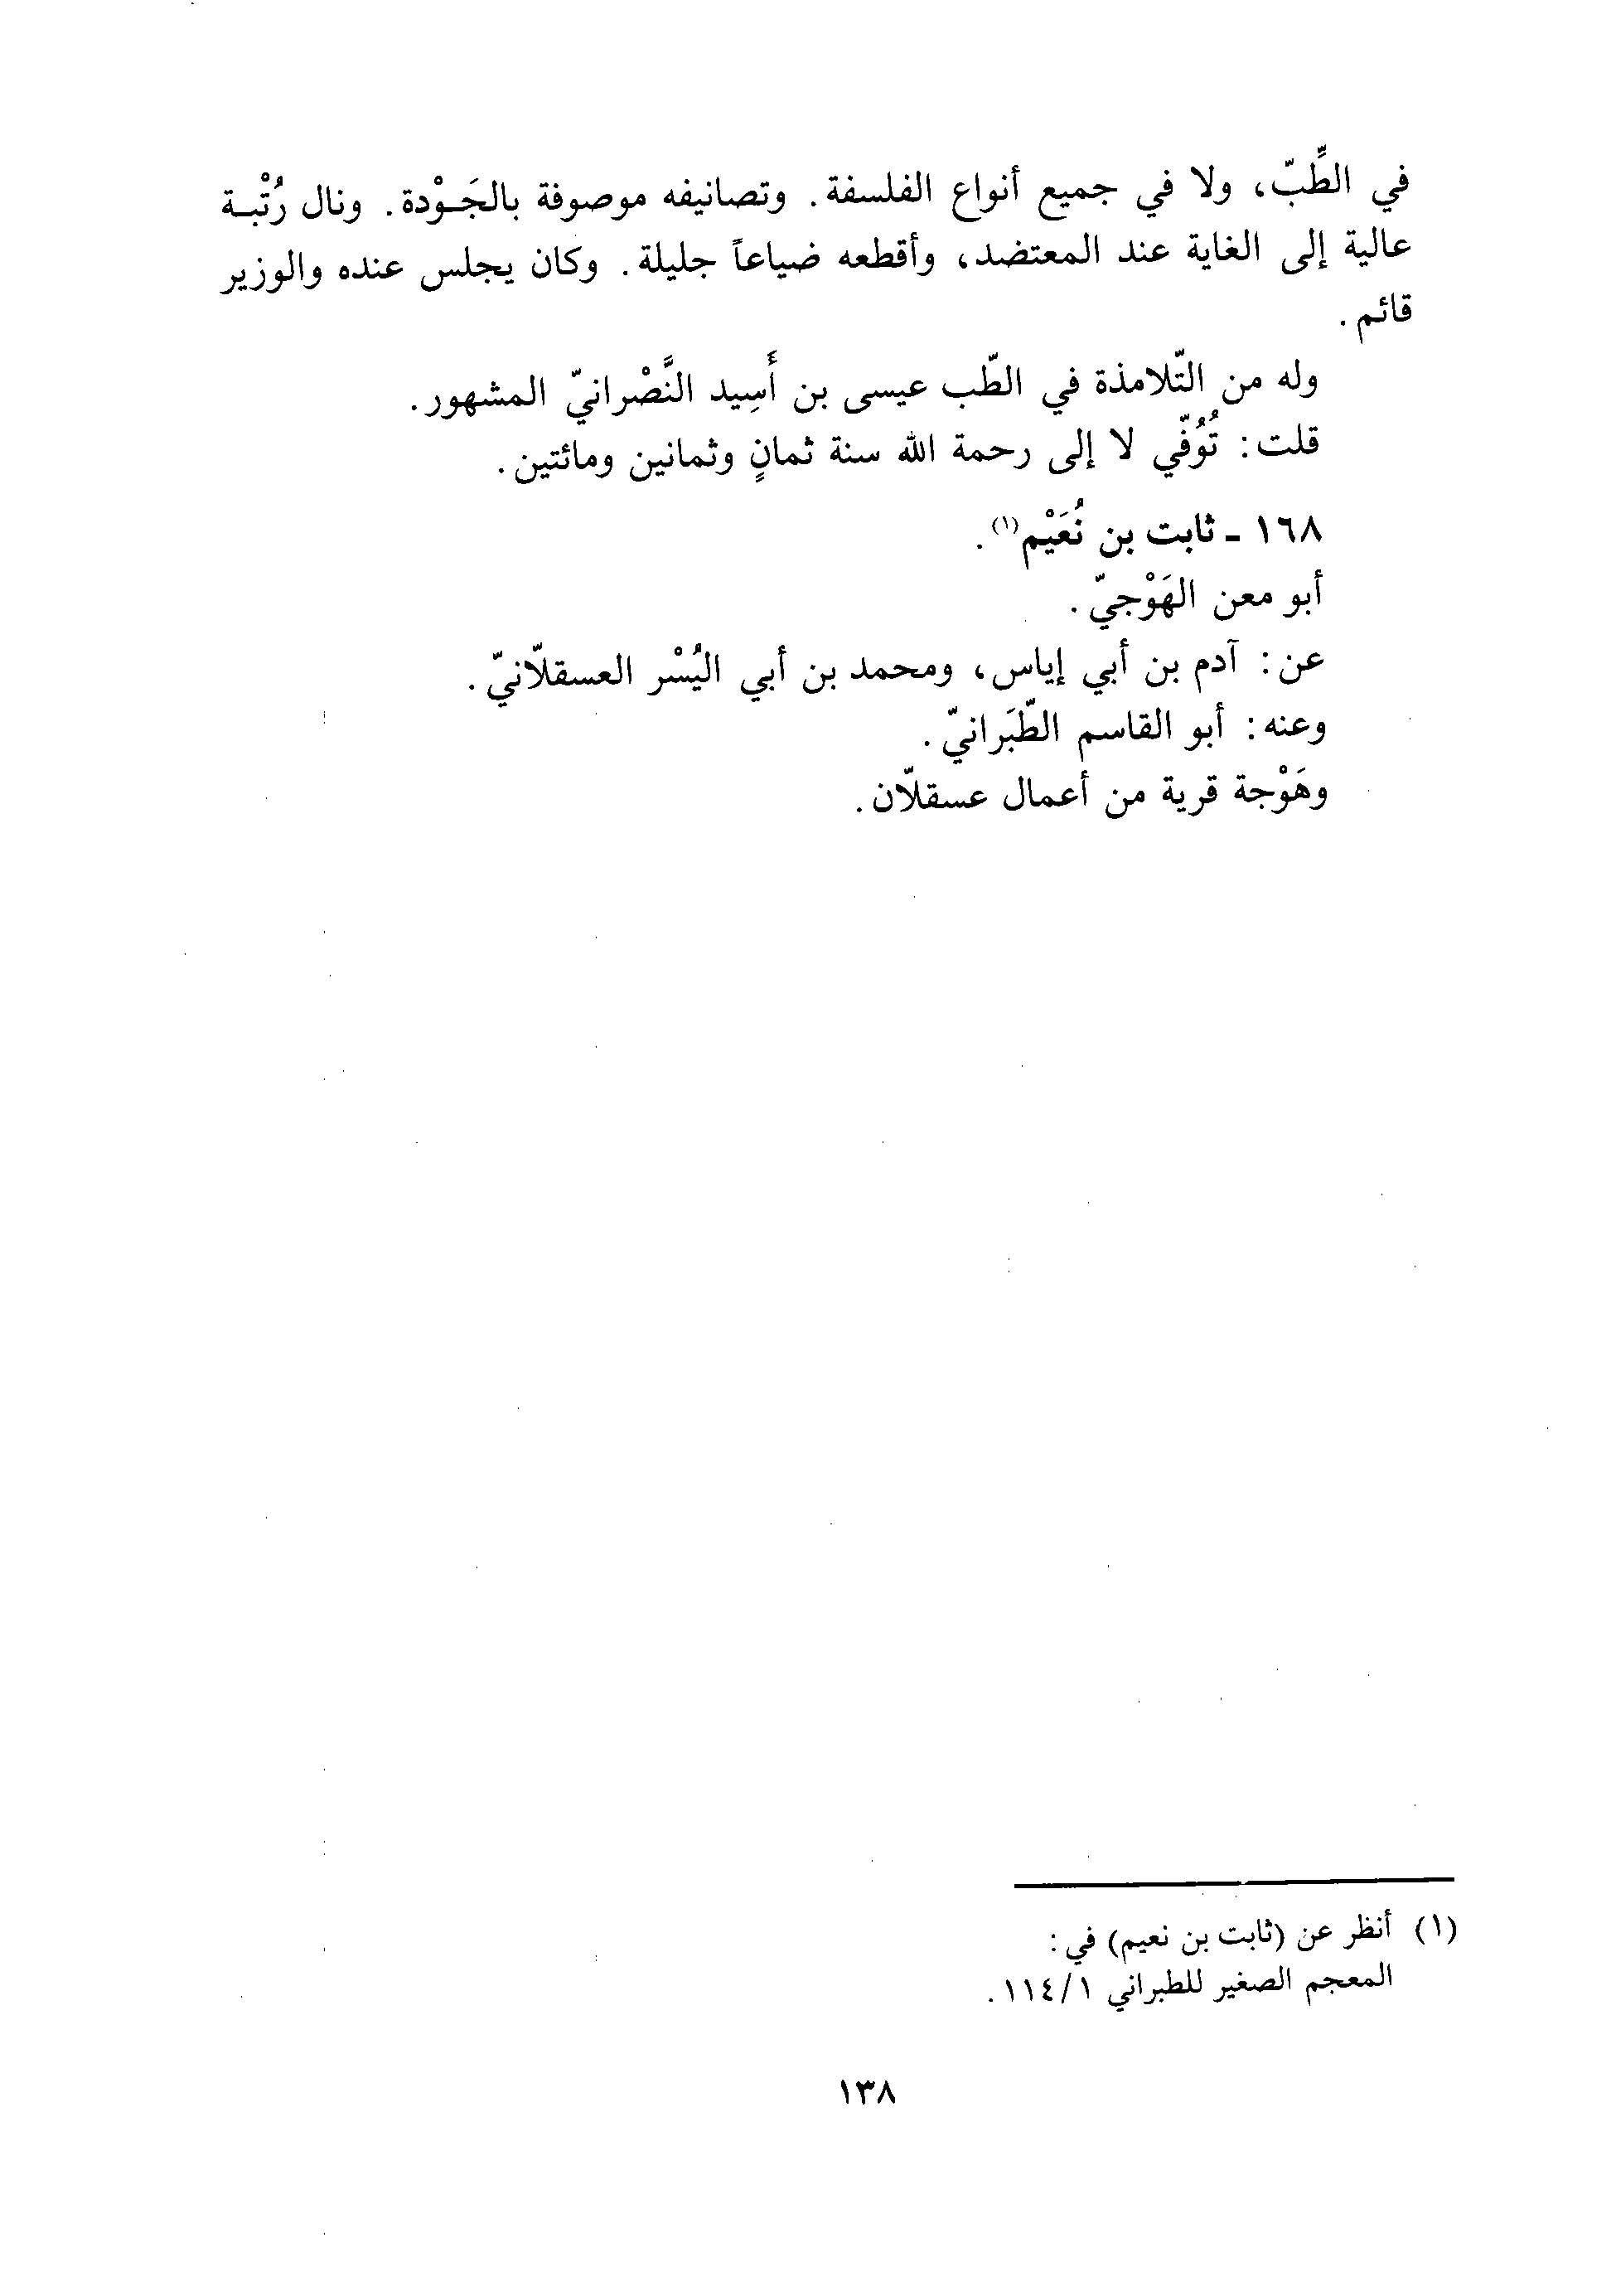 في الطِّبّ، ولا في جميع أنواع الفلسفة. وتصانيفه موصوفة بالجَـوْدة. ونال رُتْبـة
عالية إلى الغاية عند المعتضد، وأقطعه ضياعاً جليلة. وكان يجلس عنده والوزير
قائم.
وله من التّلامذة في الطّب عيسى بن أَسِيد النَّصْرانيّ المشهور.
قلت: تُوُفّي لا إلى رحمة الله سنة ثمانٍ وثمانين ومائتين.
١٦٨ ـ ثابت بن نُعَيْم(١).
أبو معن الهَوْجيّ.
عن: آدم بن أبي إياس، ومحمد بن أبي اليُسْر العسقلاّنيّ.
وعنه: أبو القاسم الطّبَرانيّ.
وهَوْجة قرية من أعمال عسقلاّن.
(١) أنظر عن (ثابت بن نعيم) في:
المعجم الصغير للطبراني ١١٤/١.
١٣٨